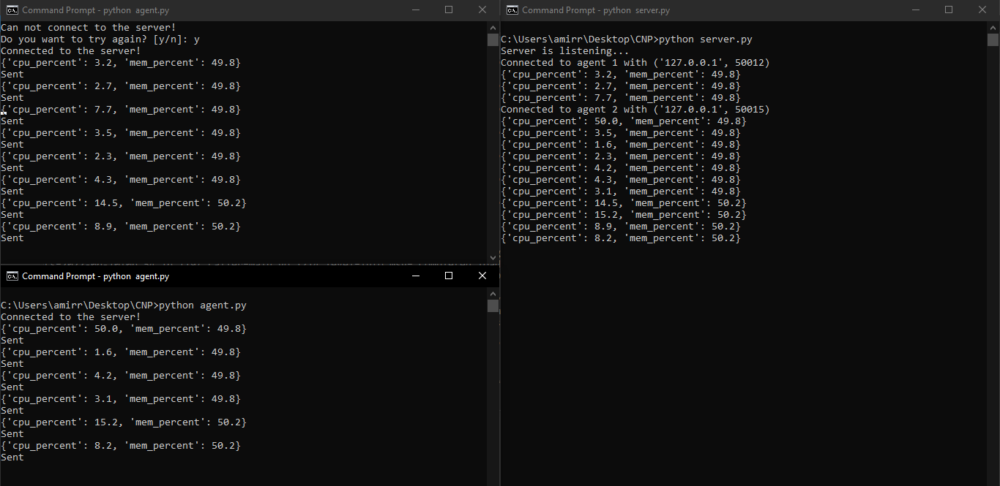 Command Prompt - python  agent.py
Can not connect to the server!
Do you want to try again? [y/n]: y
Connected to the server!
{'cpu_percent': 3.2, 'mem_percent': 49.8}
Sent
{'cpu_percent': 2.7, 'mem_percent': 49.8}
Sent
{'cpu_percent': 7.7, 'mem_percent': 49.8}
Sent
{'cpu_percent': 3.5, 'mem_percent': 49.8}
Sent
{'cpu_percent': 2.3, 'mem_percent': 49.8}
Sent
{'cpu_percent': 4.3, 'mem_percent': 49.8}
Sent
{'cpu_percent': 14.5, 'mem_percent': 50.2}
Sent
{'cpu_percent': 8.9, 'mem_percent': 50.2}
Sent
Command Prompt - python  agent.py
C:\Users\amirr\Desktop\CNP>python agent.py
Connected to the server!
{'cpu_percent': 50.0, 'mem_percent': 49.8}
Sent
{'cpu_percent': 1.6, 'mem_percent': 49.8}
Sent
{'cpu_percent': 4.2, 'mem_percent': 49.8}
Sent
{'cpu_percent': 3.1, 'mem_percent': 49.8}
Sent
{'cpu_percent': 15.2, 'mem_percent': 50.2}
Sent
{'cpu_percent': 8.2, 'mem_percent': 50.2}
Sent
Command Prompt - python  server.py
C:\Users\amirr\Desktop\CNP>python server.py
Server is listening...
Connected to agent 1 with ('127.0.0.1', 50012)
{'cpu_percent': 3.2, 'mem_percent': 49.8}
{'cpu_percent': 2.7, 'mem_percent': 49.8}
{'cpu_percent': 7.7, 'mem_percent': 49.8}
Connected to agent 2 with ('127.0.0.1', 50015)
{'cpu_percent': 50.0, 'mem_percent': 49.8}
{'cpu_percent': 3.5, 'mem_percent': 49.8}
{'cpu_percent': 1.6, 'mem_percent': 49.8}
{'cpu_percent': 2.3, 'mem_percent': 49.8}
{'cpu_percent': 4.2, 'mem_percent': 49.8}
{'cpu_percent': 4.3, 'mem_percent': 49.8}
{'cpu_percent': 3.1, 'mem_percent': 49.8}
{'cpu_percent': 14.5, 'mem_percent': 50.2}
{'cpu_percent': 15.2, 'mem_percent': 50.2}
{'cpu_percent': 8.9, 'mem_percent': 50.2}
{'cpu_percent': 8.2, 'mem_percent': 50.2}